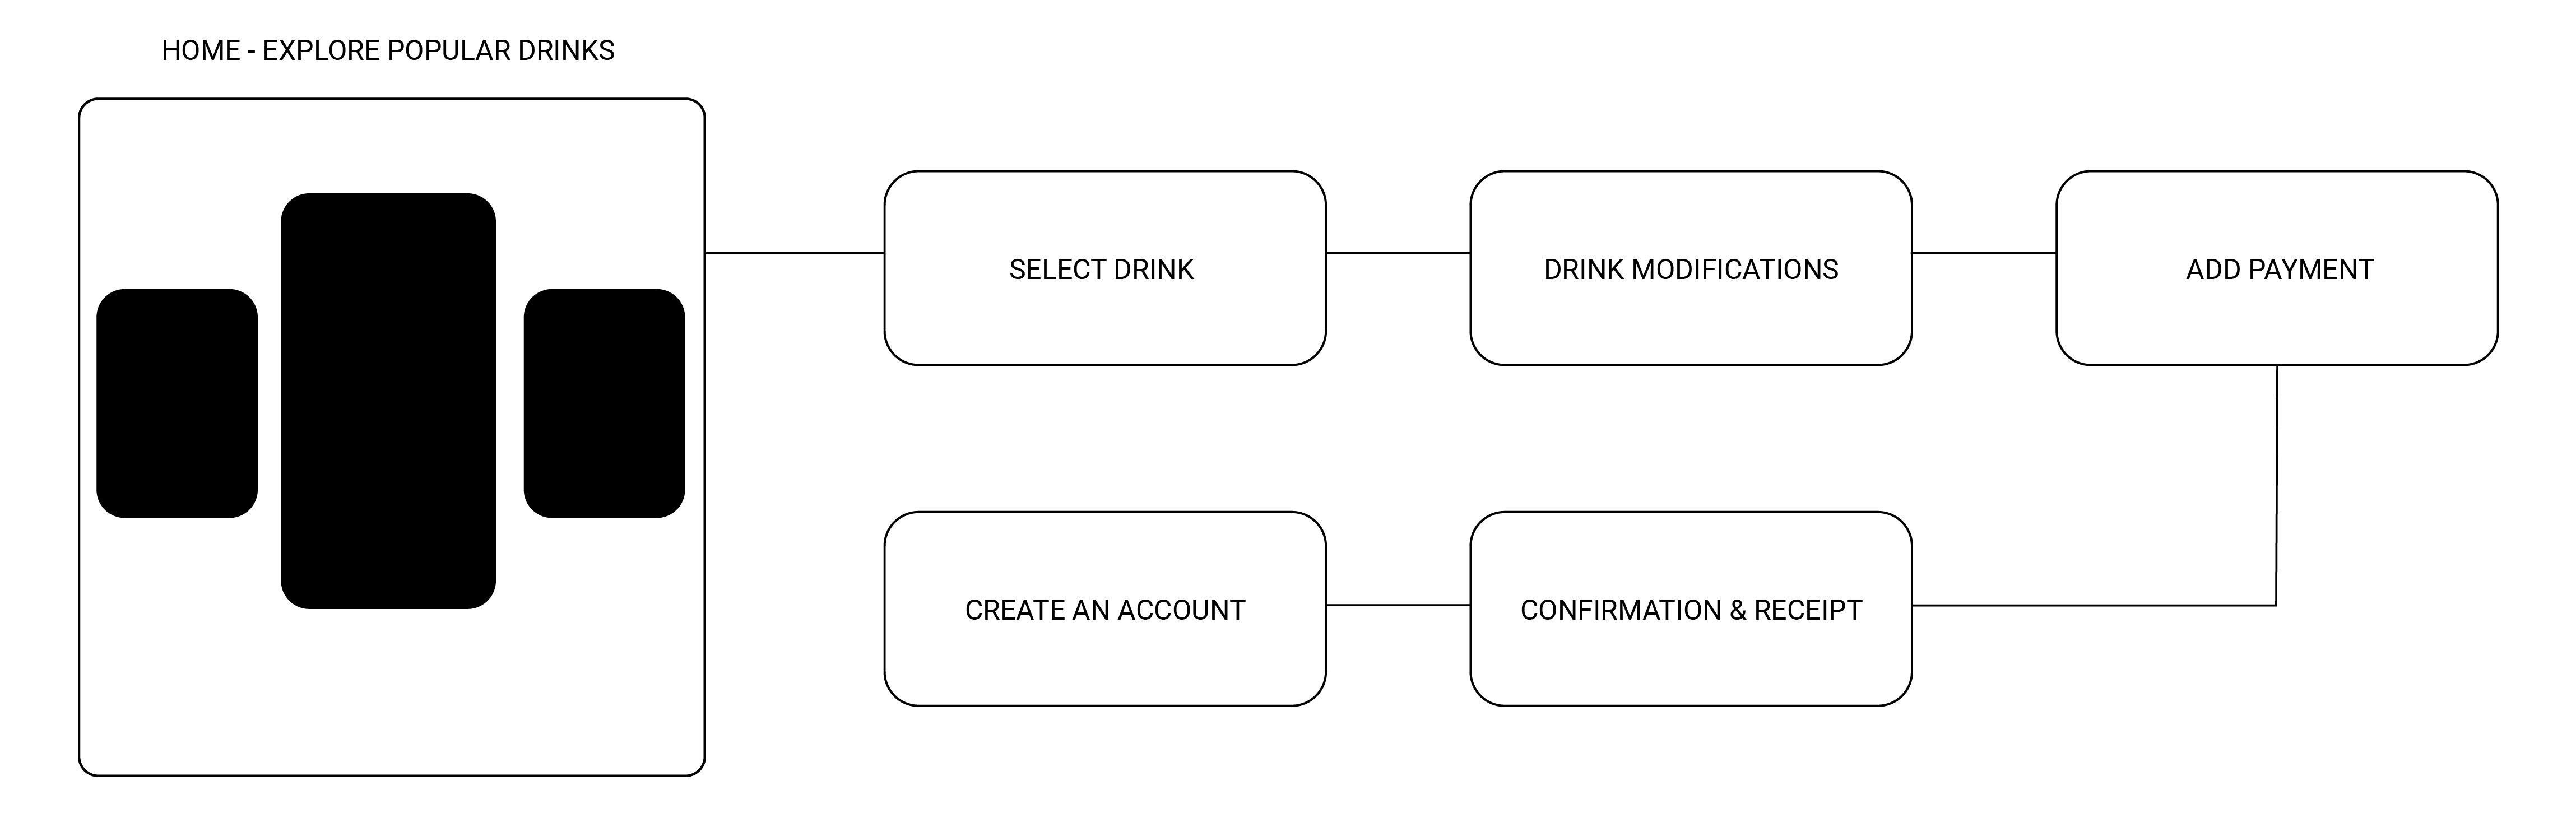 HOME - EXPLORE POPULAR DRINKS
SELECT DRINK
DRINK MODIFICATIONS
ADD PAYMENT
CREATE AN ACCOUNT
CONFIRMATION & RECEIPT